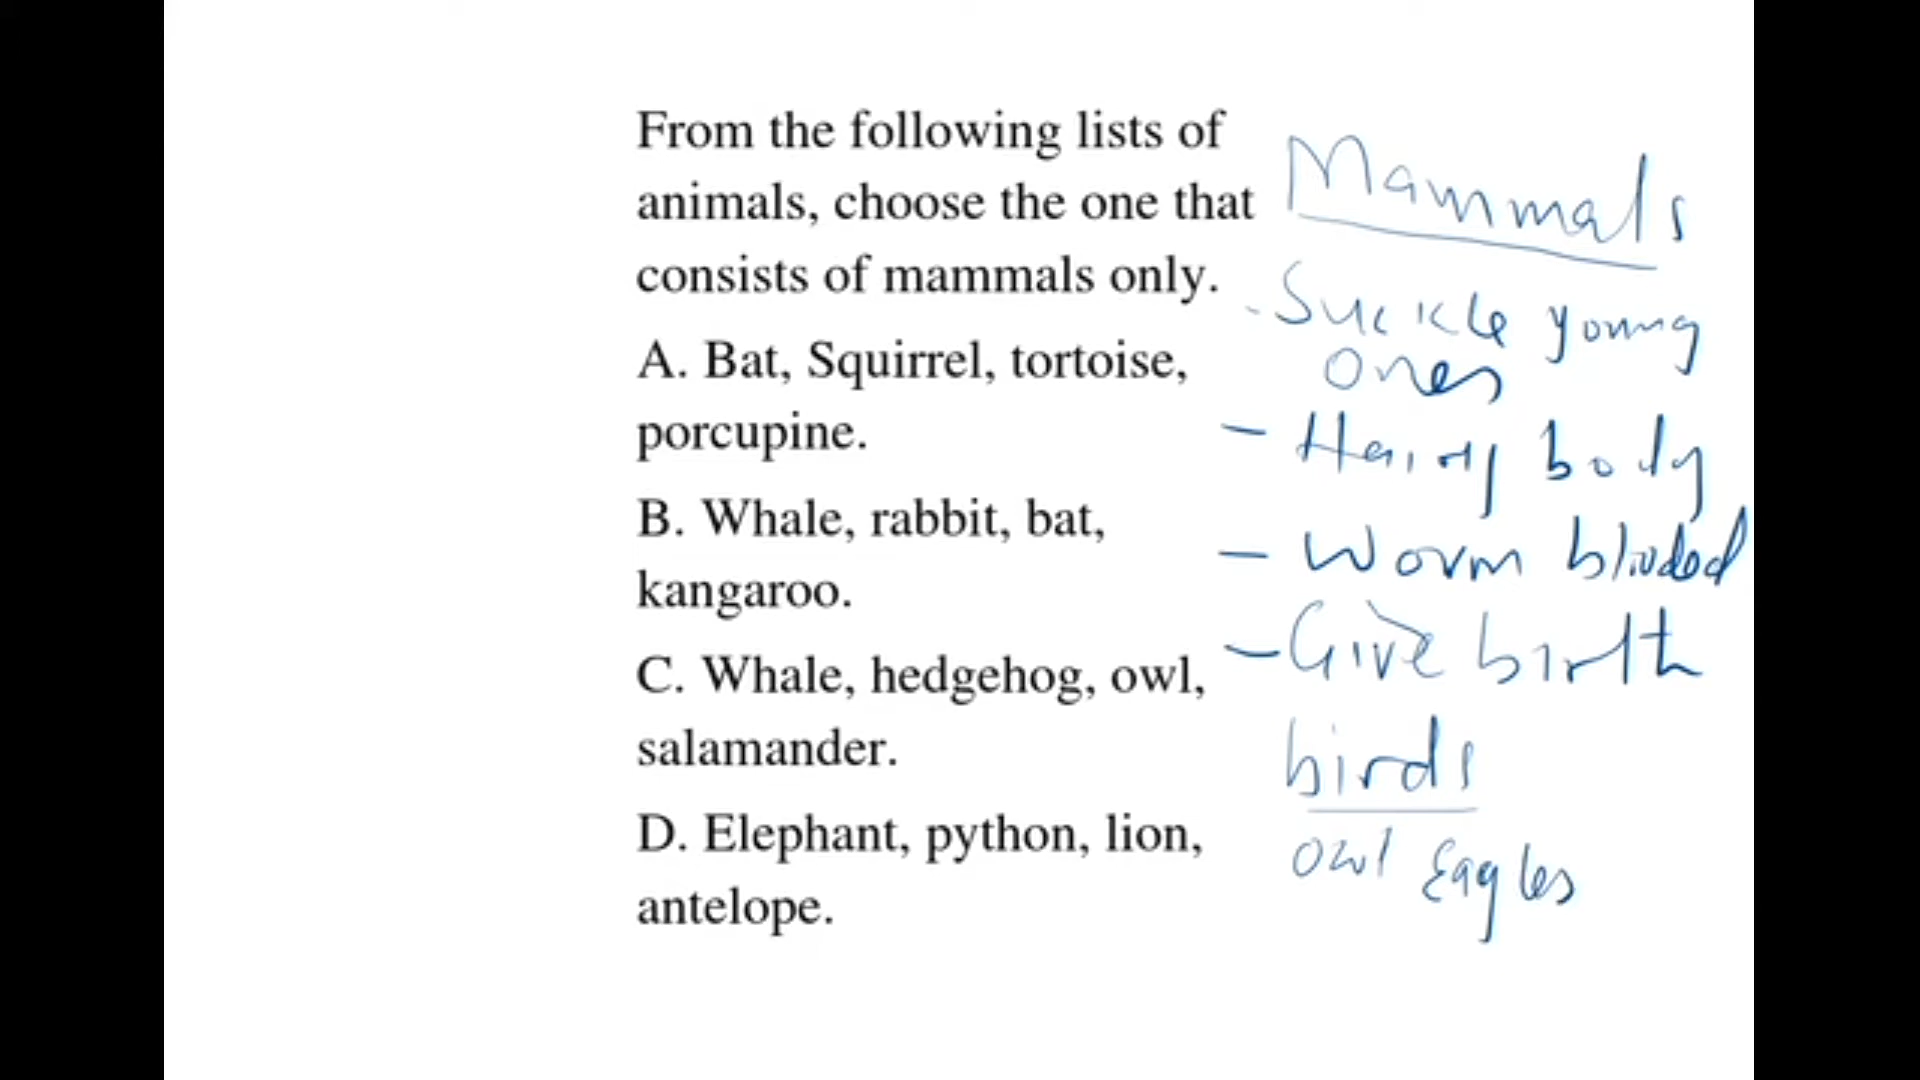 From the following lists of
animals, choose the one that
consists of mammals only.
A. Bat, Squirrel, tortoise,
porcupine.
B. Whale, rabbit, bat,
kangaroo.
C. Whale, hedgehog, owl,
salamander.
D. Elephant, python, lion,
antelope.
Mammals
- Suckle young
ones
- Hairy body
- Worm blooded
- Give birth
birds
owl Eagles